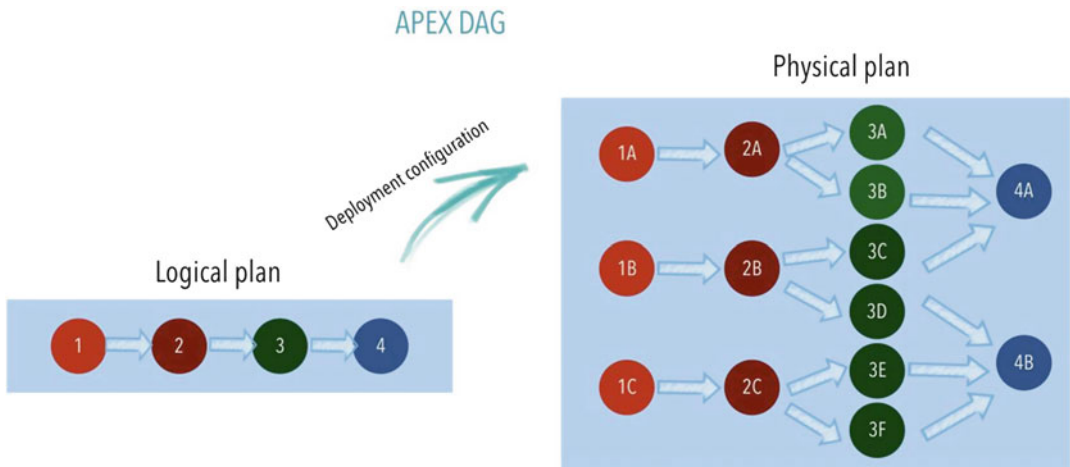 APEX DAG
Physical plan
Deployment configuration
Logical plan
1 2 3 4
1A 2A 3A
3B 4A
1B 2B 3C
3D
1C 2C 3E 4B
3F